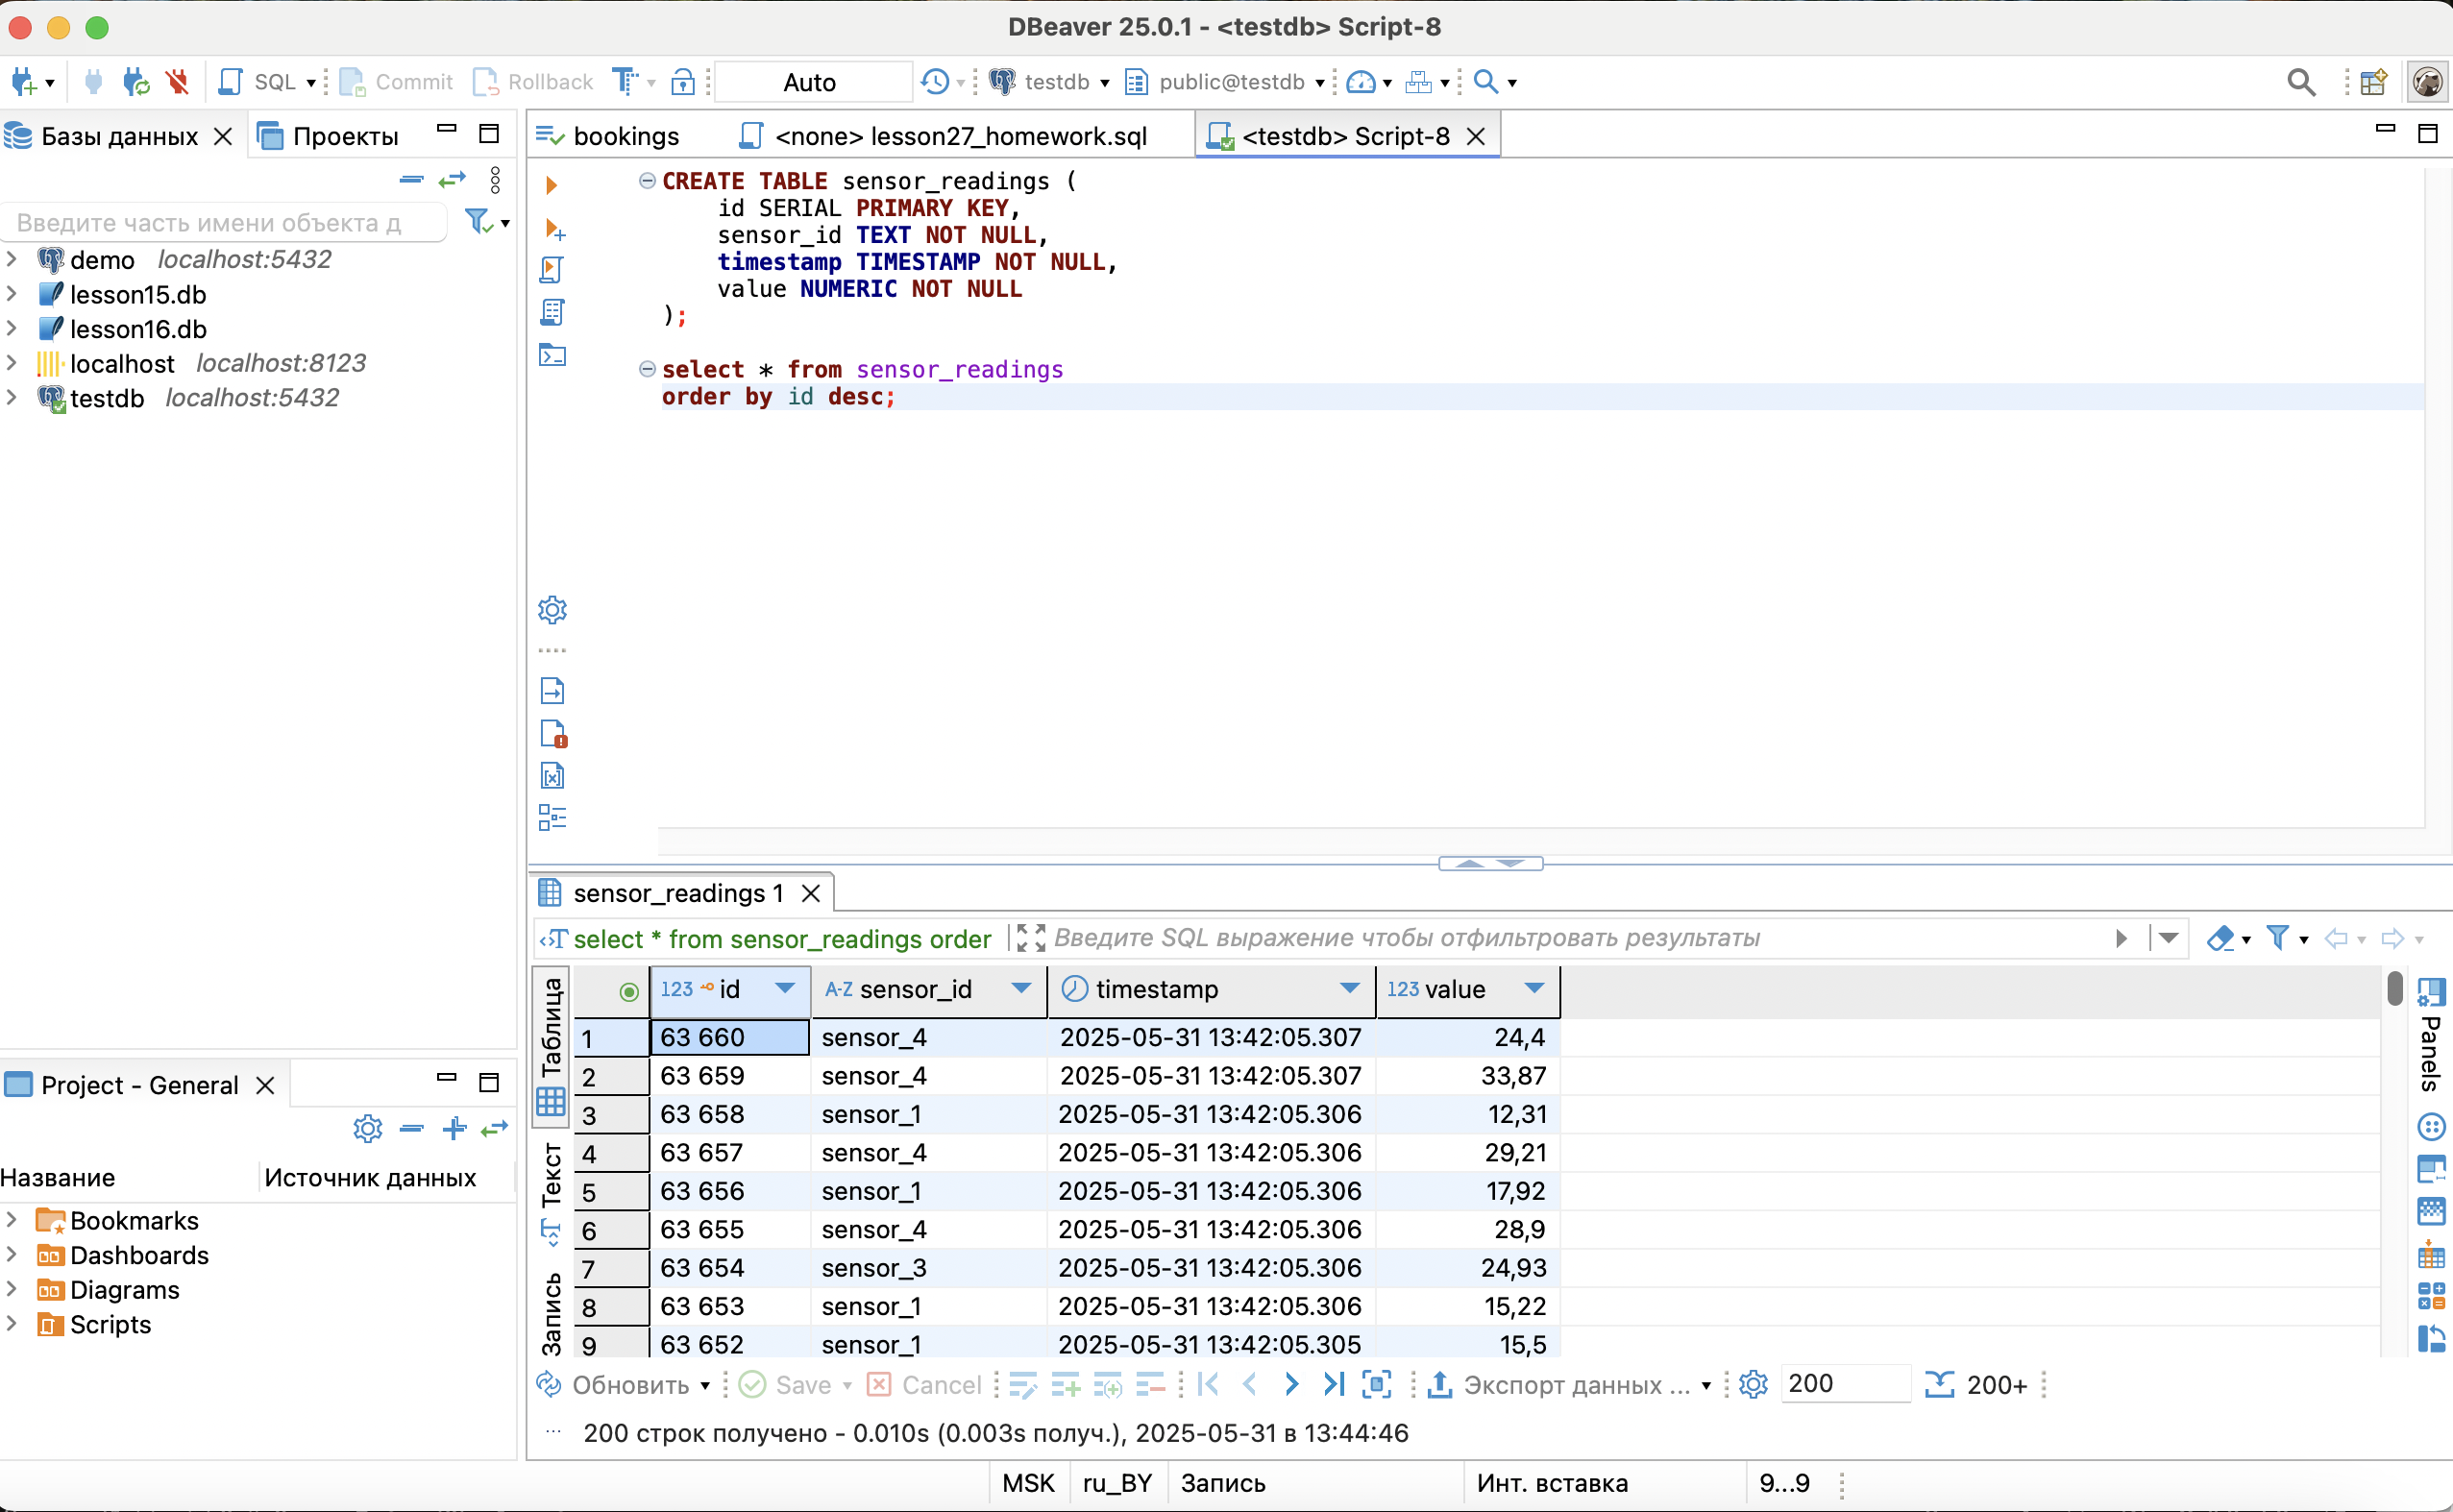 DBeaver 25.0.1 - <testdb> Script-8
SQL Commit Rollback Auto testdb public@testdb
Базы данных Проекты
Введите часть имени объекта д
demo localhost:5432
lesson15.db
lesson16.db
localhost localhost:8123
testdb localhost:5432
bookings <none> lesson27_homework.sql <testdb> Script-8
CREATE TABLE sensor_readings (
id SERIAL PRIMARY KEY,
sensor_id TEXT NOT NULL,
timestamp TIMESTAMP NOT NULL,
value NUMERIC NOT NULL
);
select * from sensor_readings
order by id desc;
Project - General
Название Источник данных
Bookmarks
Dashboards
Diagrams
Scripts
sensor_readings 1
select * from sensor_readings order Введите SQL выражение чтобы отфильтровать результаты
Таблица
Текст
Запись
123 id A-Z sensor_id timestamp 123 value
1 63 660 sensor_4 2025-05-31 13:42:05.307 24,4
2 63 659 sensor_4 2025-05-31 13:42:05.307 33,87
3 63 658 sensor_1 2025-05-31 13:42:05.306 12,31
4 63 657 sensor_4 2025-05-31 13:42:05.306 29,21
5 63 656 sensor_1 2025-05-31 13:42:05.306 17,92
6 63 655 sensor_4 2025-05-31 13:42:05.306 28,9
7 63 654 sensor_3 2025-05-31 13:42:05.306 24,93
8 63 653 sensor_1 2025-05-31 13:42:05.306 15,22
9 63 652 sensor_1 2025-05-31 13:42:05.305 15,5
Panels
Обновить Save Cancel Экспорт данных ... 200 200+
200 строк получено - 0.010s (0.003s получ.), 2025-05-31 в 13:44:46
MSK ru_BY Запись Инт. вставка 9...9